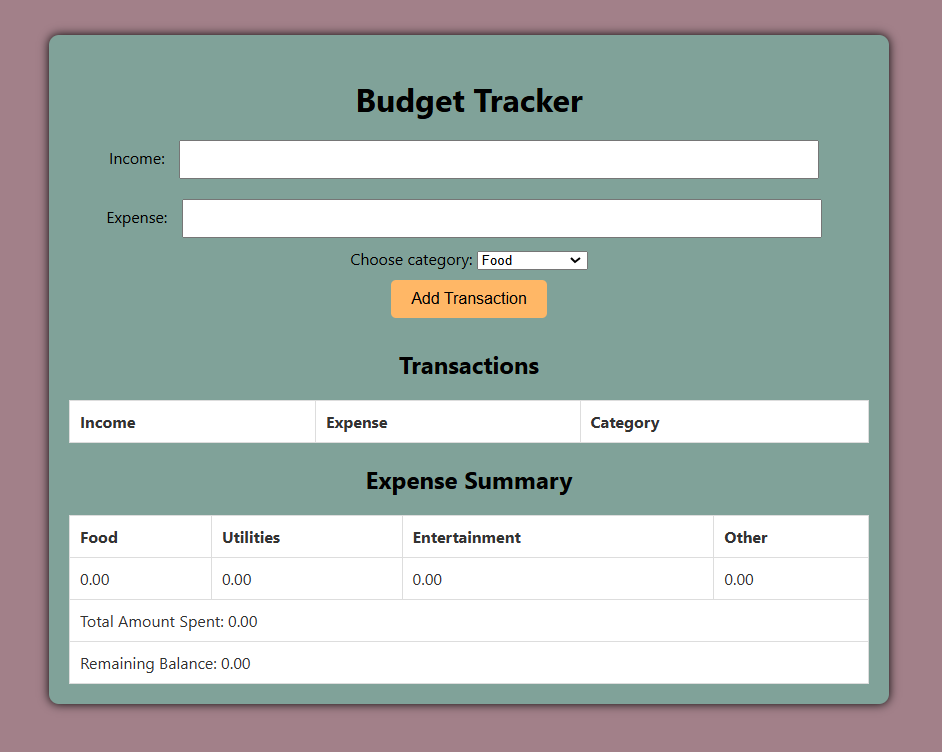 Budget Tracker
Income:
Expense:
Choose category: Food
Add Transaction
Transactions
Income Expense Category
Expense Summary
Food Utilities Entertainment Other
0.00 0.00 0.00 0.00
Total Amount Spent: 0.00
Remaining Balance: 0.00